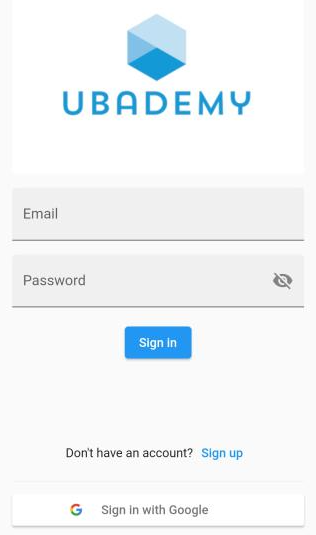 UBADEMY
Email
Password
Sign in
Don't have an account? Sign up
Sign in with Google